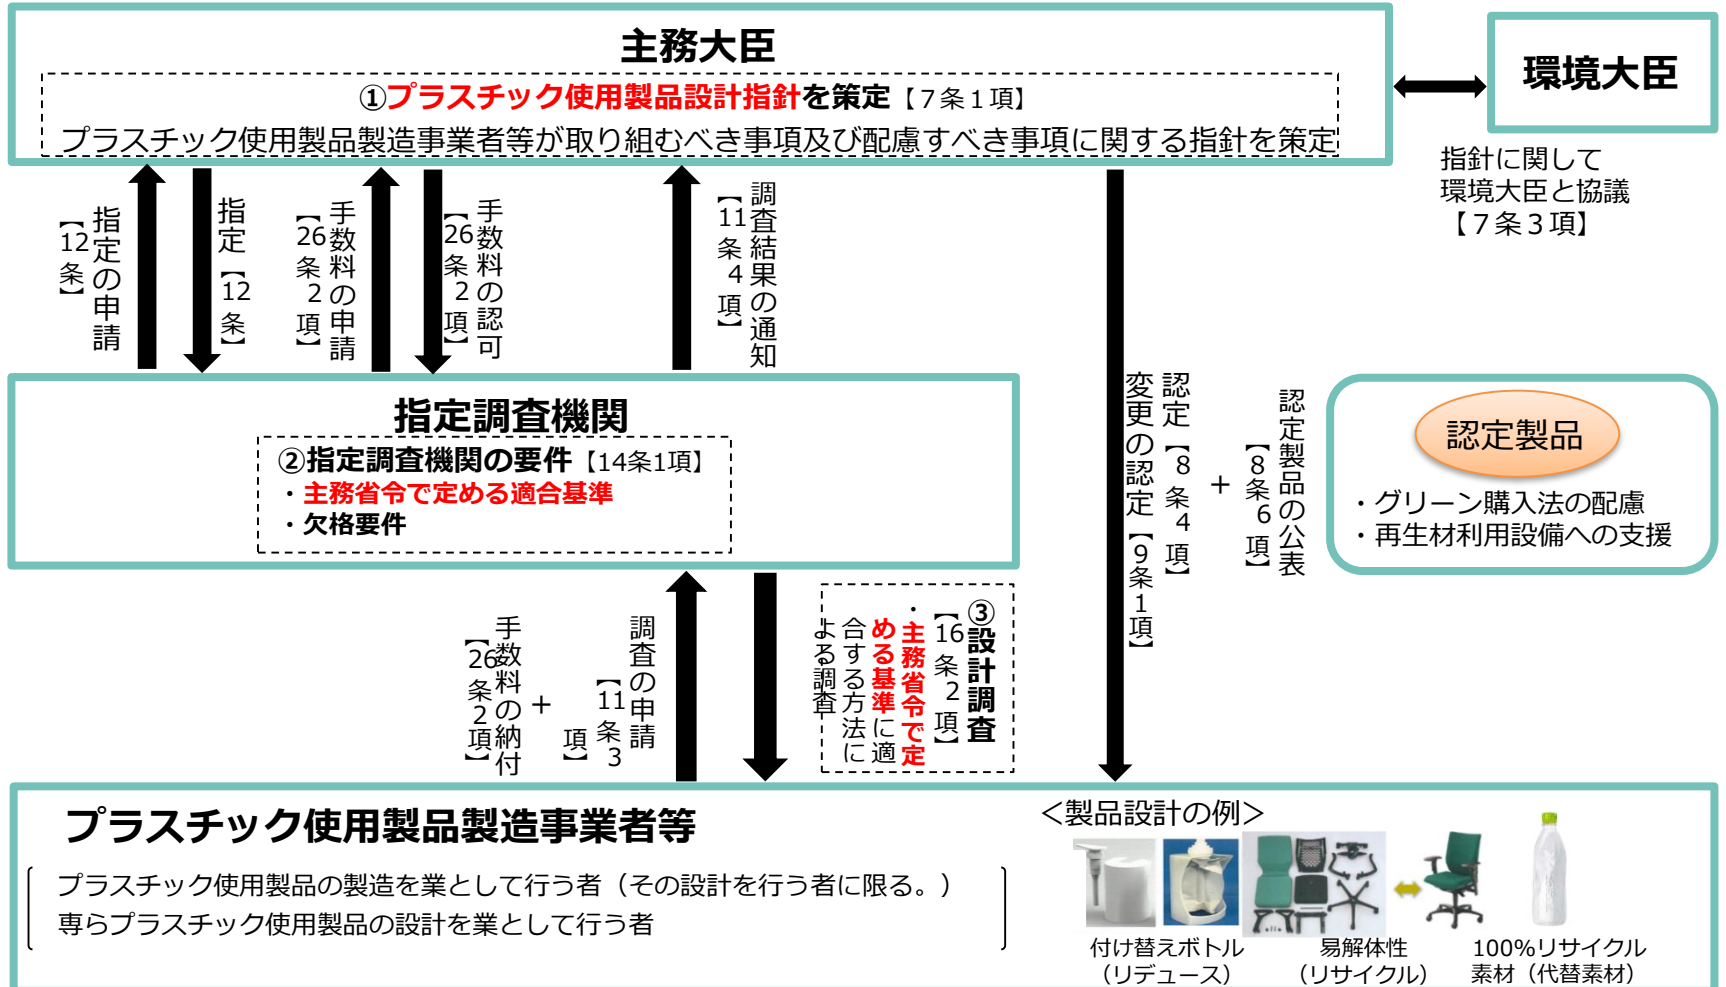 主務大臣
①プラスチック使用製品設計指針を策定【７条１項】
プラスチック使用製品製造事業者等が取り組むべき事項及び配慮すべき事項に関する指針を策定
環境大臣
指針に関して
環境大臣と協議
【７条３項】
指定の申請
【12条】
指定【12条】
手数料の申請
【26条２項】
手数料の認可
【26条２項】
調査結果の通知
【11条４項】
認定【８条４項】
変更の認定【９条１項】
＋
認定製品の公表
【８条６項】
認定製品
・グリーン購入法の配慮
・再生材利用設備への支援
指定調査機関
②指定調査機関の要件【14条1項】
・主務省令で定める適合基準
・欠格要件
調査の申請
【11条３
項】
＋
手数料の納付
【26条２項】
③設計調査
【16条２項】
・主務省令で定
める基準に適
合する方法に
よる調査
プラスチック使用製品製造事業者等
プラスチック使用製品の製造を業として行う者（その設計を行う者に限る。）
専らプラスチック使用製品の設計を業として行う者
＜製品設計の例＞
付け替えボトル
（リデュース）
易解体性
（リサイクル）
100%リサイクル
素材（代替素材）